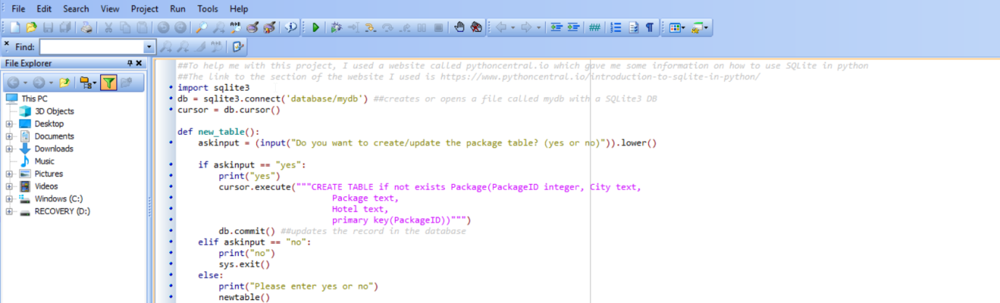 File Edit Search View Project Run Tools Help
Find:
File Explorer
This PC
3D Objects
Desktop
Documents
Downloads
Music
Pictures
Videos
Windows (C:)
RECOVERY (D:)
##To help me with this project, I used a website called pythoncentral.io which gave me some information on how to use SQLite in python
##The link to the section of the website I used is https://www.pythoncentral.io/introduction-to-sqlite-in-python/
import sqlite3
db = sqlite3.connect('database/mydb') ##creates or opens a file called mydb with a SQLite3 DB
cursor = db.cursor()
def new_table():
askinput = (input("Do you want to create/update the package table? (yes or no)")).lower()
if askinput == "yes":
print("yes")
cursor.execute("""CREATE TABLE if not exists Package(PackageID integer, City text,
Package text,
Hotel text,
primary key(PackageID))""")
db.commit() ##updates the record in the database
elif askinput == "no":
print("no")
sys.exit()
else:
print("Please enter yes or no")
newtable()